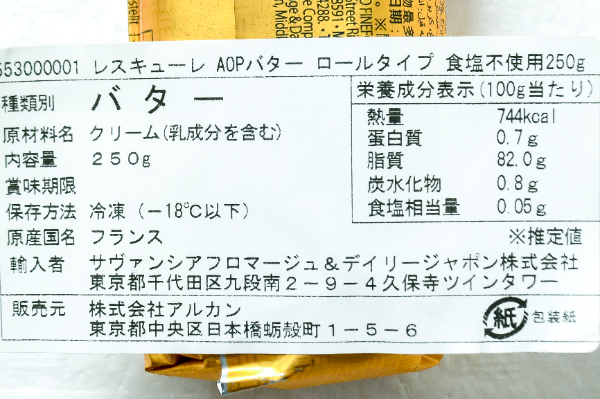 653000001 レスキューレ AOPバター ロールタイプ 食塩不使用250g
種類別 バター
原材料名 クリーム(乳成分を含む)
内容量 250g
賞味期限
保存方法 冷凍(-18℃以下)
原産国名 フランス
輸入者 サヴァンシアフロマージュ&デイリージャポン株式会社
東京都千代田区九段南2-9-4久保寺ツインタワー
販売元 株式会社アルカン
東京都中央区日本橋蛎殻町1-5-6
栄養成分表示(100g当たり)
熱量 744kcal
蛋白質 0.7g
脂質 82.0g
炭水化物 0.8g
食塩相当量 0.05g
※推定値
紙 包装紙